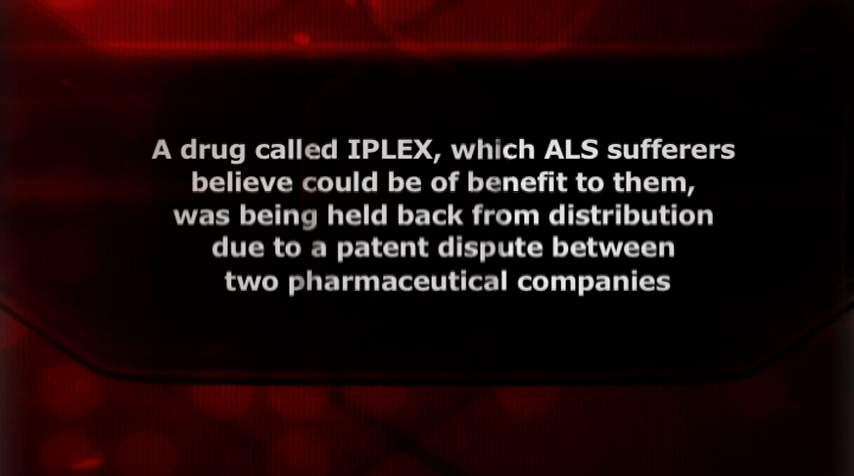 A drug called IPLEX, which ALS sufferers
believe could be of benefit to them,
was being held back from distribution
due to a patent dispute between
two pharmaceutical companies